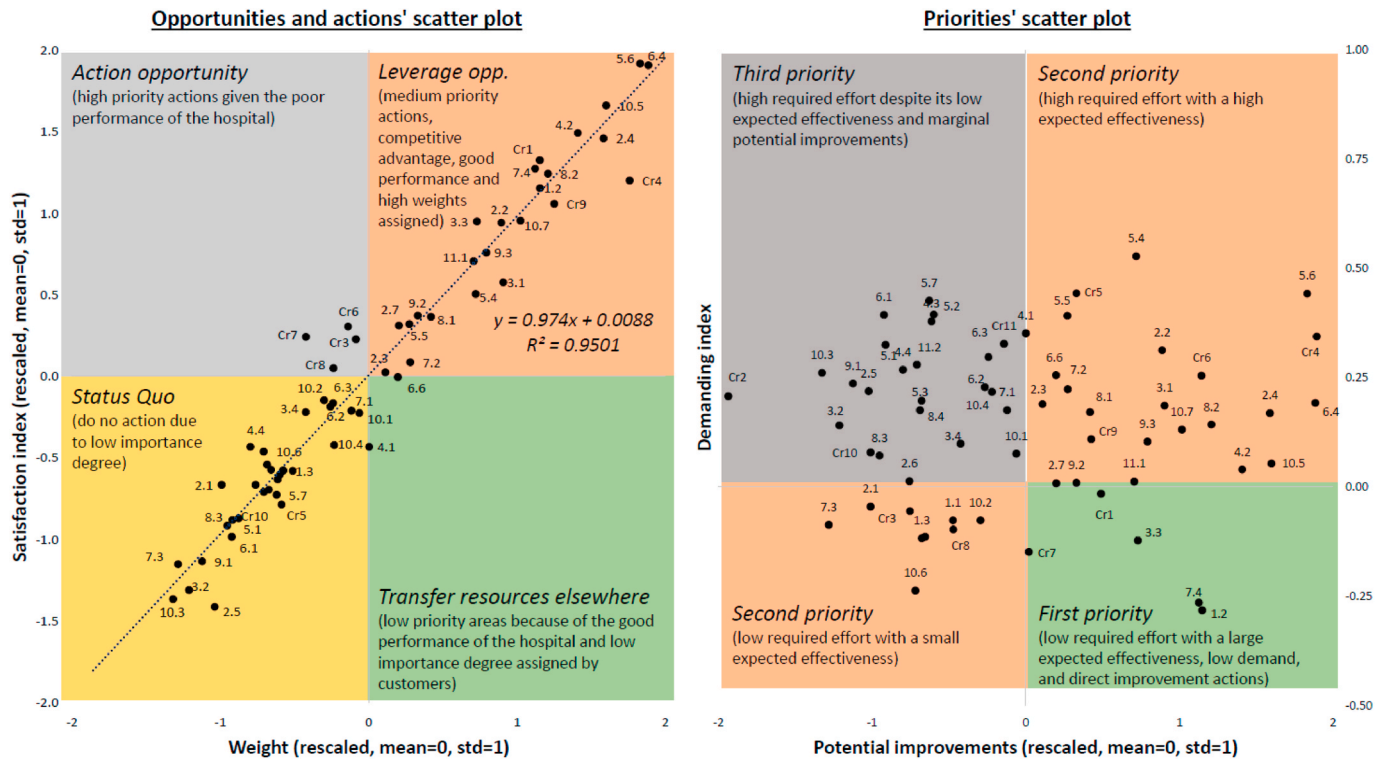 Opportunities and actions' scatter plot
2.0
1.5
1.0
0.5
0.0
-0.5
-1.0
-1.5
-2.0
Satisfaction index (rescaled, mean=0, std=1)
Action opportunity
(high priority actions given the poor
performance of the hospital)
Leverage opp.
(medium priority
actions,
competitive
advantage, good
performance and
high weights
assigned)
5.6
6.4
10.5
4.2
2.4
Cr1
7.4
8.2
Cr4
1.2
Cr9
3.3
2.2
10.7
11.1
9.3
3.1
5.4
2.7
9.2
8.1
5.5
y = 0.974x + 0.0088
R² = 0.9501
Cr6
Cr7
Cr3
Cr8
2.3
7.2
6.6
Status Quo
(do no action due
to low importance
degree)
10.2
6.3
3.4
6.2
7.1
10.1
4.4
10.4
4.1
10.6
1.3
2.1
5.7
Cr5
8.3
Cr10
5.1
6.1
7.3
9.1
3.2
10.3
2.5
Transfer resources elsewhere
(low priority areas because of the good
performance of the hospital and low
importance degree assigned by
customers)
-2
-1
0
1
2
Weight (rescaled, mean=0, std=1)
Priorities' scatter plot
1.00
0.75
0.50
0.25
0.00
-0.25
-0.50
Demanding index
Third priority
(high required effort despite its low
expected effectiveness and marginal
potential improvements)
Second priority
(high required effort with a high
expected effectiveness)
5.7
6.1
4.3
5.2
Cr11
6.3
4.1
10.3
9.1
5.1
4.4
11.2
2.5
6.2
7.1
Cr2
5.3
10.4
3.2
8.4
8.3
3.4
10.1
Cr10
2.6
5.4
Cr5
5.5
5.6
2.2
Cr4
Cr6
6.6
7.2
2.3
8.1
3.1
2.4
6.4
10.7
8.2
Cr9
9.3
4.2
10.5
2.7
9.2
11.1
2.1
1.1
10.2
7.3
Cr3
1.3
Cr8
10.6
Cr1
3.3
Cr7
7.4
1.2
Second priority
(low required effort with a small
expected effectiveness)
First priority
(low required effort with a large
expected effectiveness, low demand,
and direct improvement actions)
-2
-1
0
1
2
Potential improvements (rescaled, mean=0, std=1)